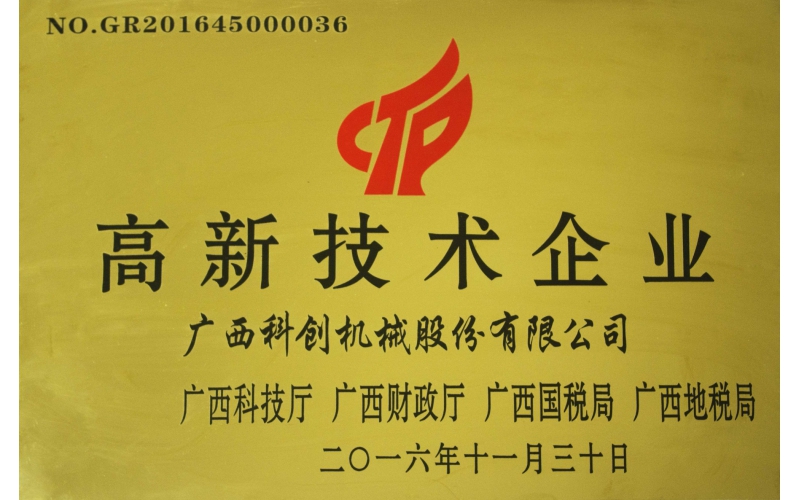 NO.GR201645000036
高新技术企业
广西科创机械股份有限公司
广西科技厅 广西财政厅 广西国税局 广西地税局
二〇一六年十一月三十日